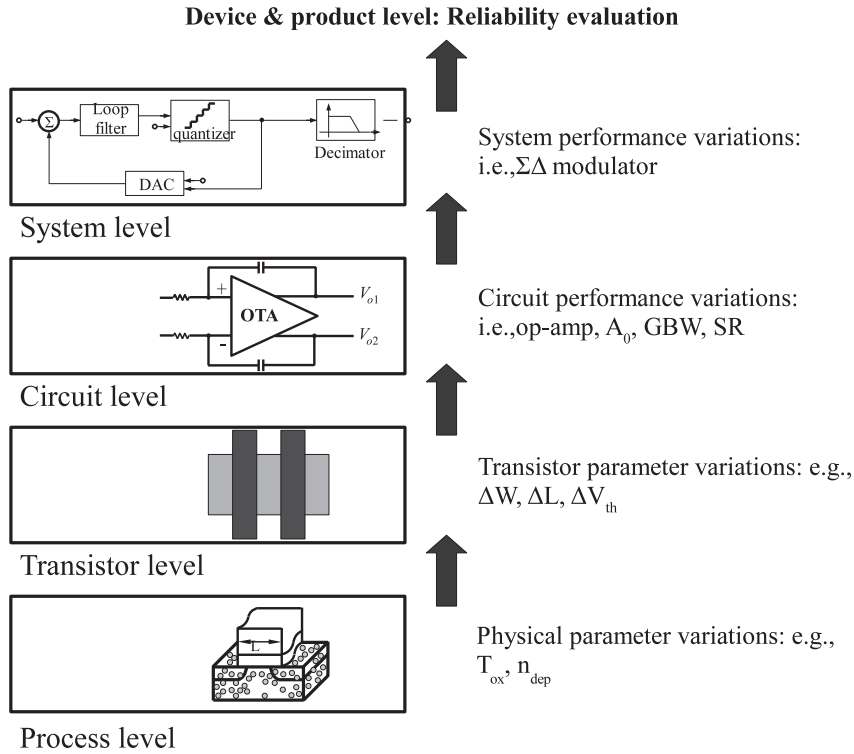 Device & product level: Reliability evaluation
Σ
Loop
filter
quantizer
Decimator
DAC
System level
System performance variations:
i.e.,ΣΔ modulator
+
-
OTA
V₀₁
V₀₂
Circuit level
Circuit performance variations:
i.e.,op-amp, A₀, GBW, SR
Transistor level
Transistor parameter variations: e.g.,
ΔW, ΔL, ΔVth
L
Process level
Physical parameter variations: e.g.,
Tox, ndep